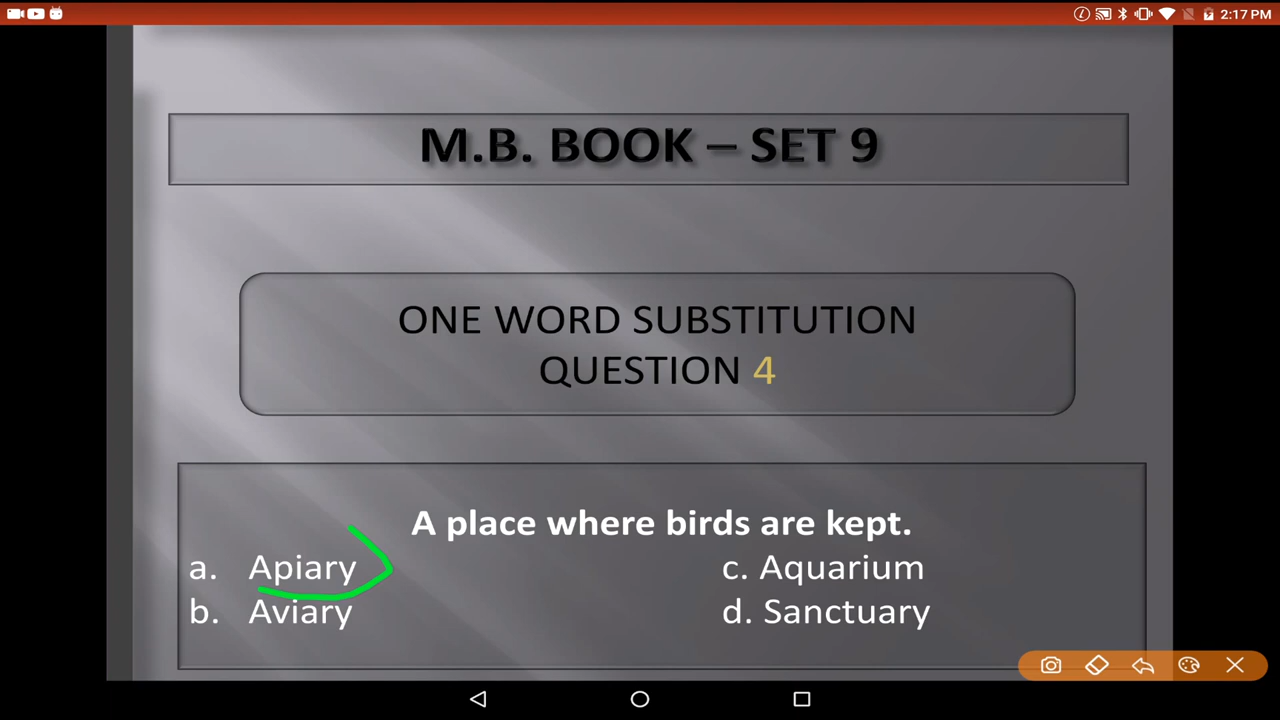 2:17 PM
M.B. BOOK – SET 9
ONE WORD SUBSTITUTION
QUESTION 4
A place where birds are kept.
a. Apiary c. Aquarium
b. Aviary d. Sanctuary